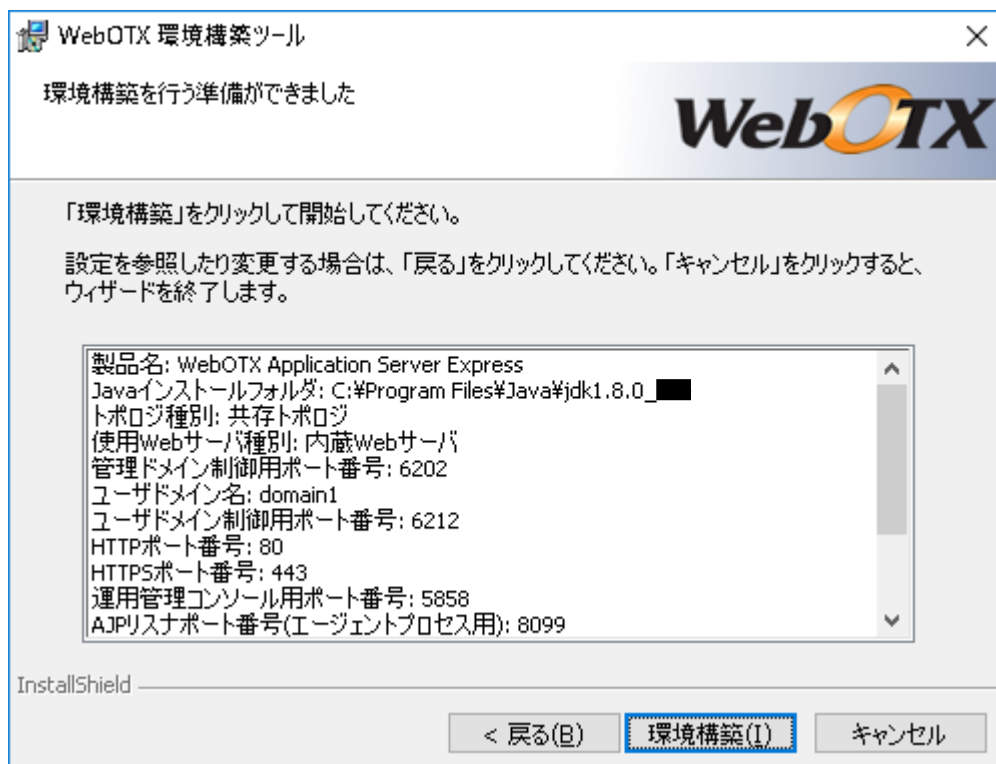 WebOTX 環境構築ツール
環境構築を行う準備ができました
WebOTX
「環境構築」をクリックして開始してください。
設定を参照したり変更する場合は、「戻る」をクリックしてください。「キャンセル」をクリックすると、
ウィザードを終了します。
製品名: WebOTX Application Server Express
Javaインストールフォルダ: C:¥Program Files¥Java¥jdk1.8.0_
トポロジ種別: 共存トポロジ
使用Webサーバ種別: 内蔵Webサーバ
管理ドメイン制御用ポート番号: 6202
ユーザドメイン名: domain1
ユーザドメイン制御用ポート番号: 6212
HTTPポート番号: 80
HTTPSポート番号: 443
運用管理コンソール用ポート番号: 5858
AJPリスナポート番号(エージェントプロセス用): 8099
InstallShield
< 戻る(B)
環境構築(I)
キャンセル